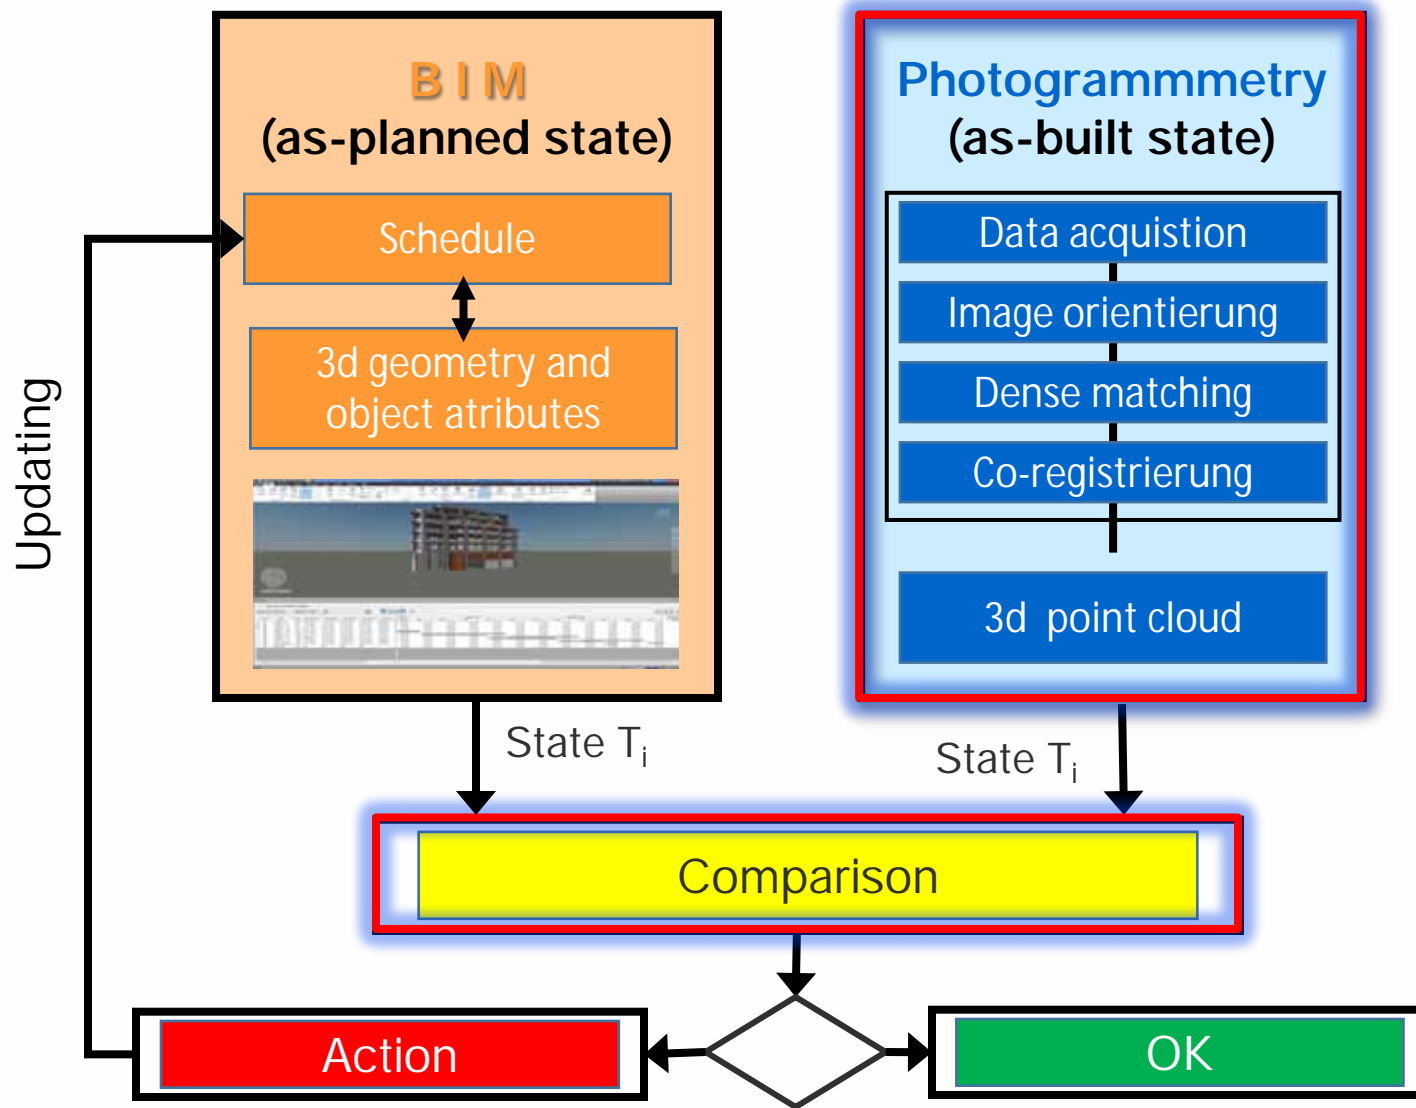 B I M
(as-planned state)
Schedule
3d geometry and
object atributes
Photogrammmetry
(as-built state)
Data acquistion
Image orientierung
Dense matching
Co-registrierung
3d point cloud
Updating
State Ti
State Ti
Comparison
Action
OK